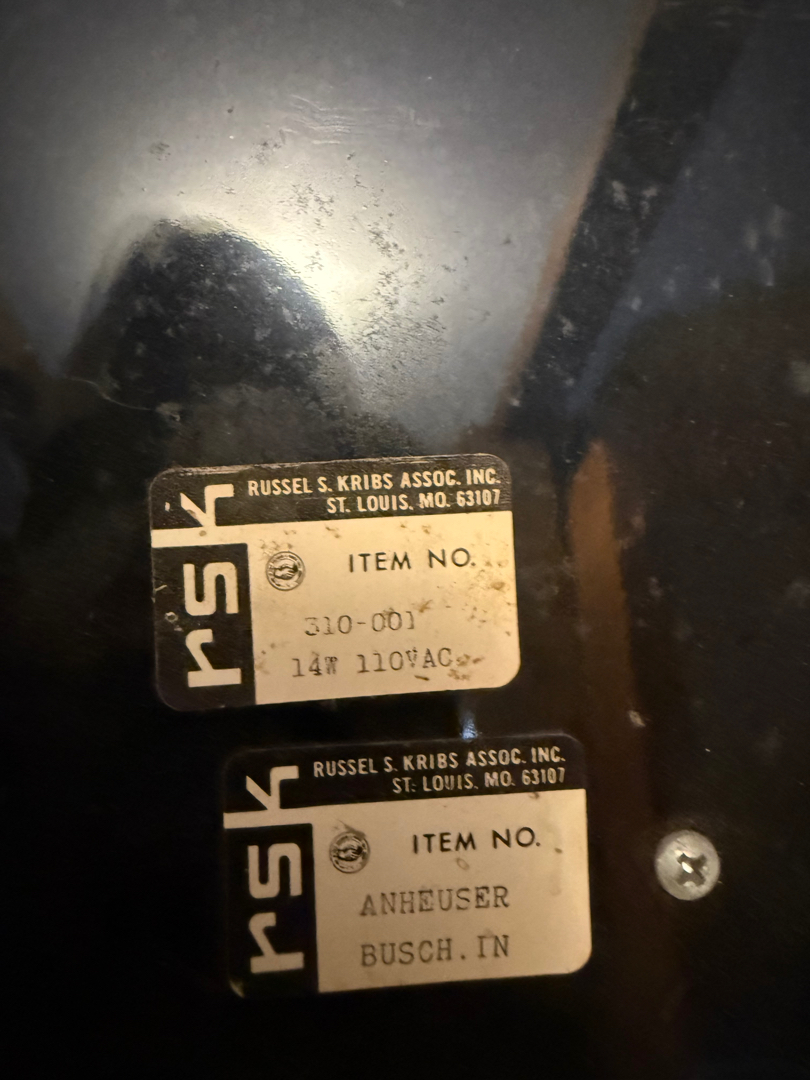 rsk
RUSSEL S. KRIBS ASSOC. INC.
ST. LOUIS. MO. 63107
ITEM NO.
310-001
14W 110VAC
rsk
RUSSEL S. KRIBS ASSOC. INC.
ST. LOUIS. MO. 63107
ITEM NO.
ANHEUSER
BUSCH.IN